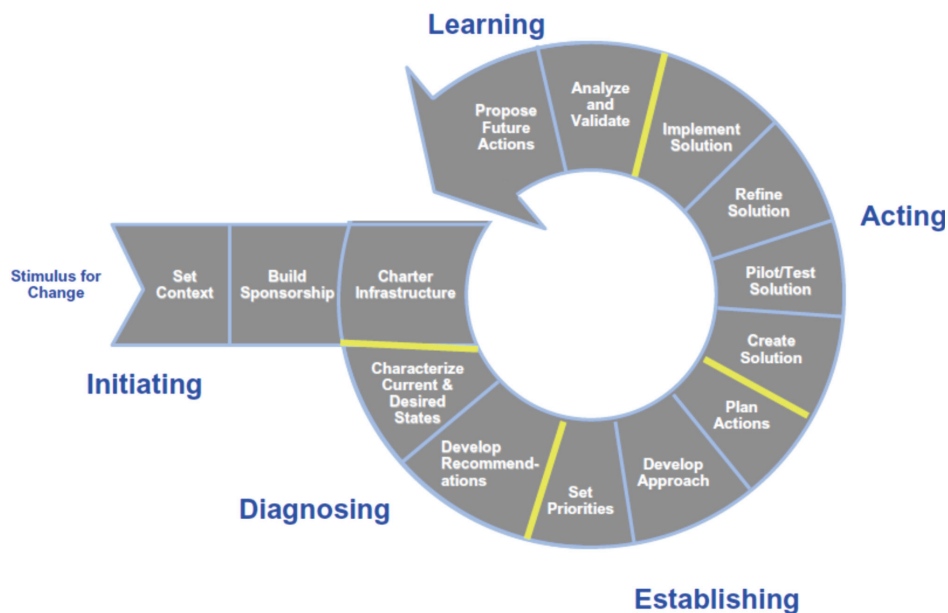 Learning
Propose
Future
Actions
Analyze
and
Validate
Implement
Solution
Refine
Solution
Acting
Pilot/Test
Solution
Create
Solution
Plan
Actions
Develop
Approach
Set
Priorities
Establishing
Develop
Recommend-
ations
Diagnosing
Characterize
Current &
Desired
States
Initiating
Charter
Infrastructure
Build
Sponsorship
Set
Context
Stimulus for
Change